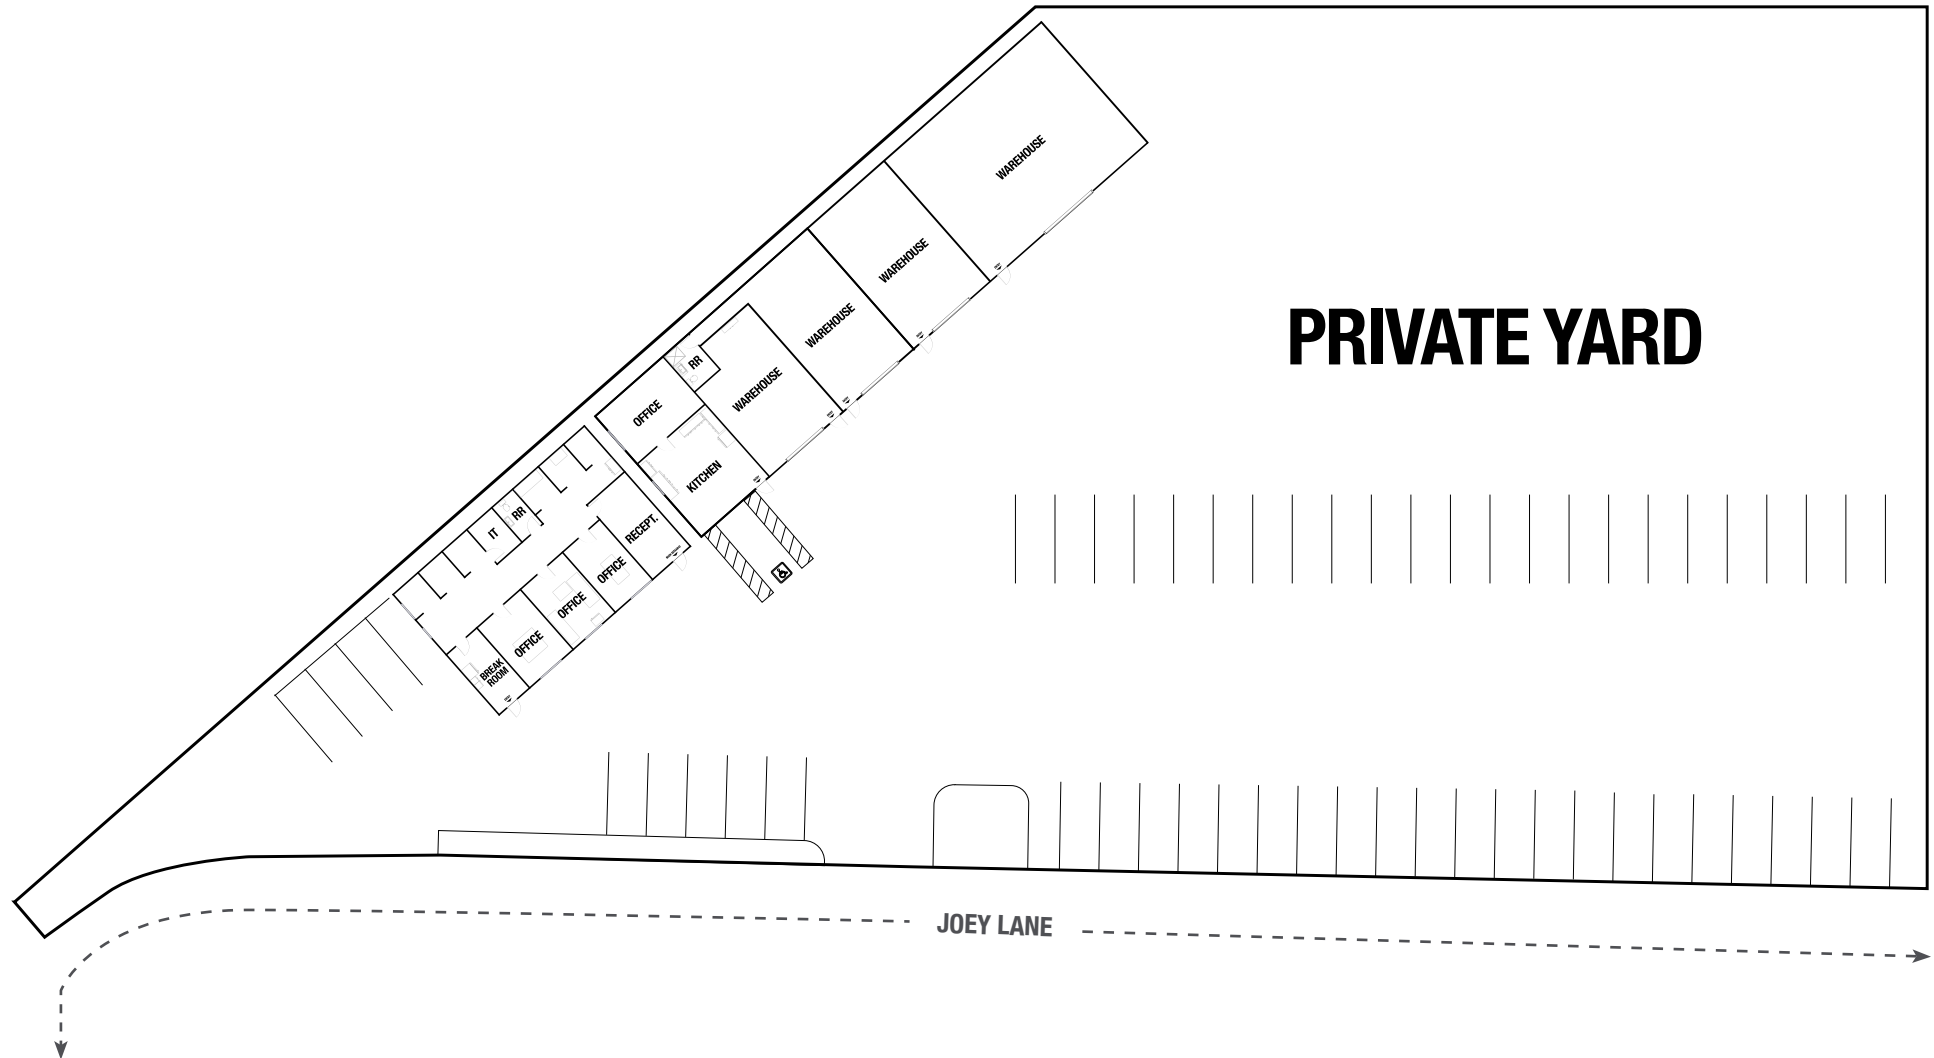 WAREHOUSE
WAREHOUSE
WAREHOUSE
WAREHOUSE
PRIVATE YARD
RR
OFFICE
KITCHEN
RR
IT
RECEPT.
OFFICE
OFFICE
OFFICE
BREAK
ROOM
JOEY LANE